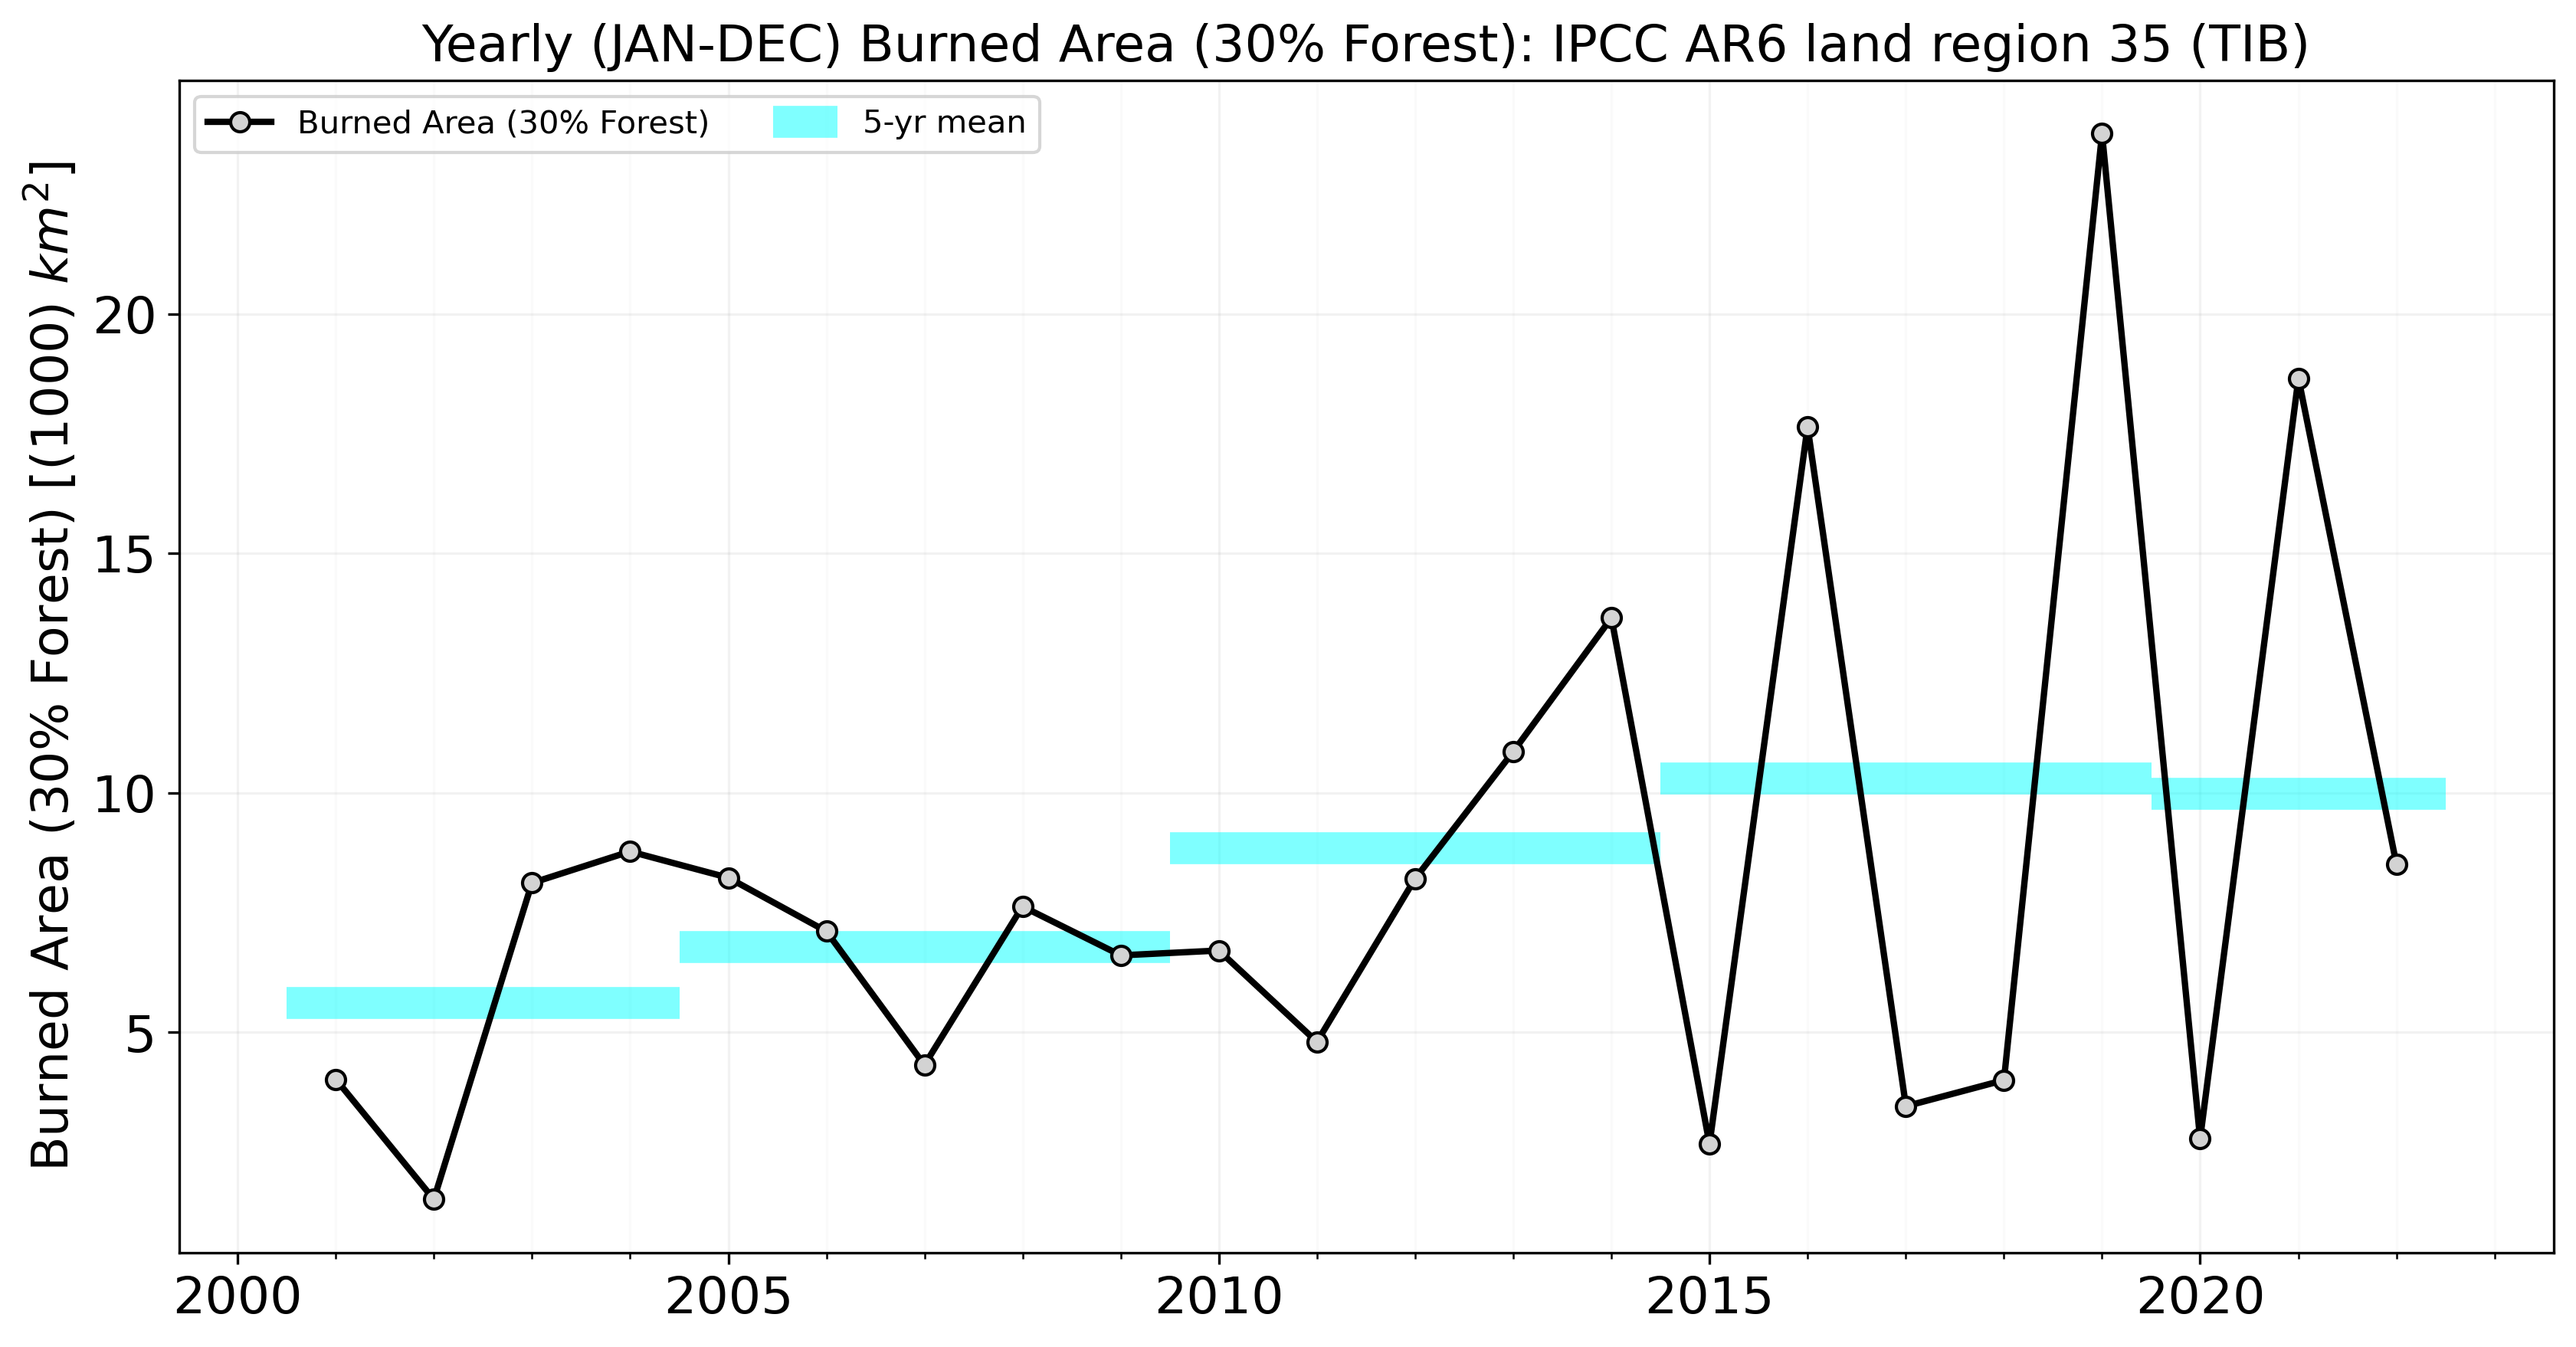 Yearly (JAN-DEC) Burned Area (30% Forest): IPCC AR6 land region 35 (TIB)
Burned Area (30% Forest)
5-yr mean
Burned Area (30% Forest) [(1000) km²]
20
15
10
5
2000
2005
2010
2015
2020